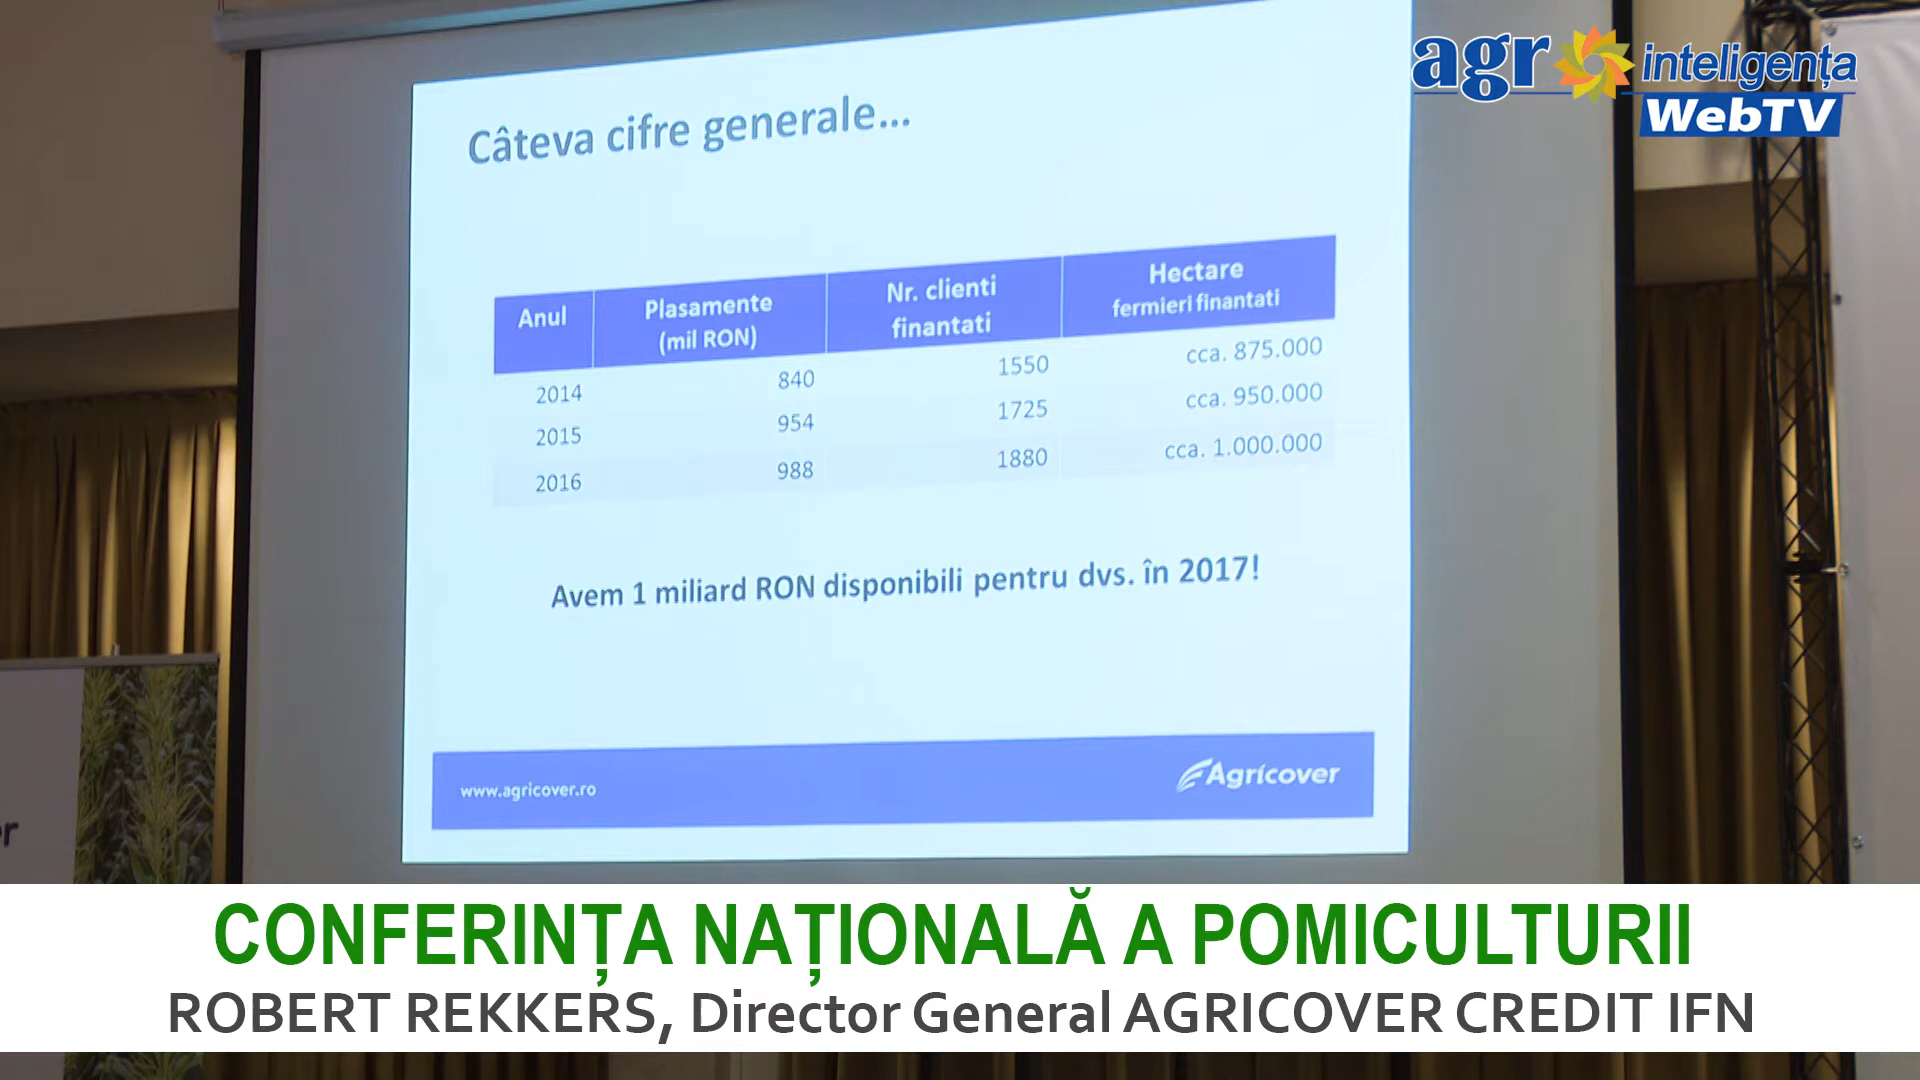 agro inteligența
WebTV
Câteva cifre generale...
Anul Plasamente (mil RON) Nr. clienti finantati Hectare fermieri finantati
2014 840 1550 cca. 875.000
2015 954 1725 cca. 950.000
2016 988 1880 cca. 1.000.000
Avem 1 miliard RON disponibili pentru dvs. în 2017!
www.agricover.ro Agricover
CONFERINȚA NAȚIONALĂ A POMICULTURII
ROBERT REKKERS, Director General AGRICOVER CREDIT IFN